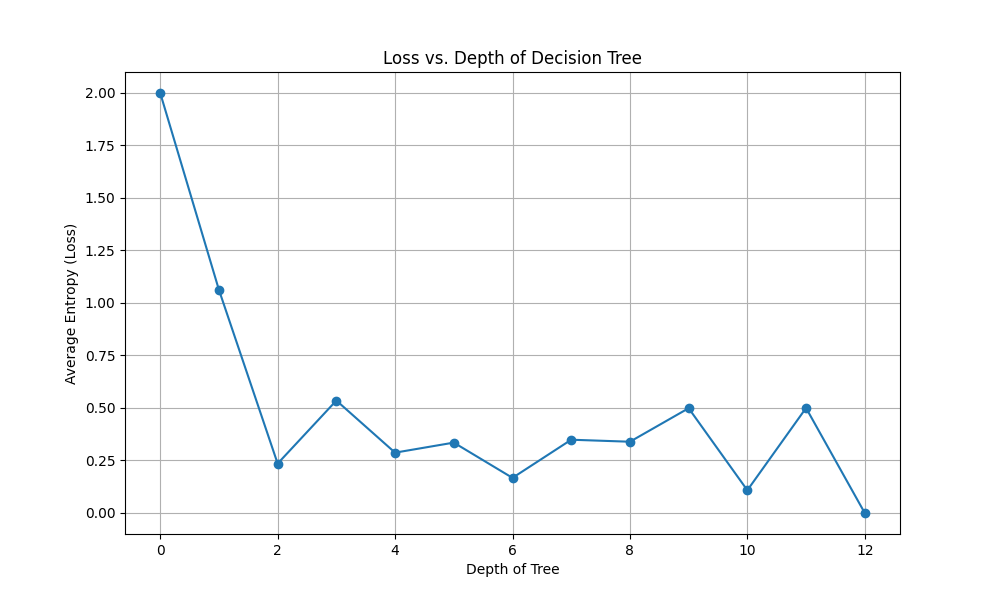 Loss vs. Depth of Decision Tree
Average Entropy (Loss)
2.00
1.75
1.50
1.25
1.00
0.75
0.50
0.25
0.00
0 2 4 6 8 10 12
Depth of Tree